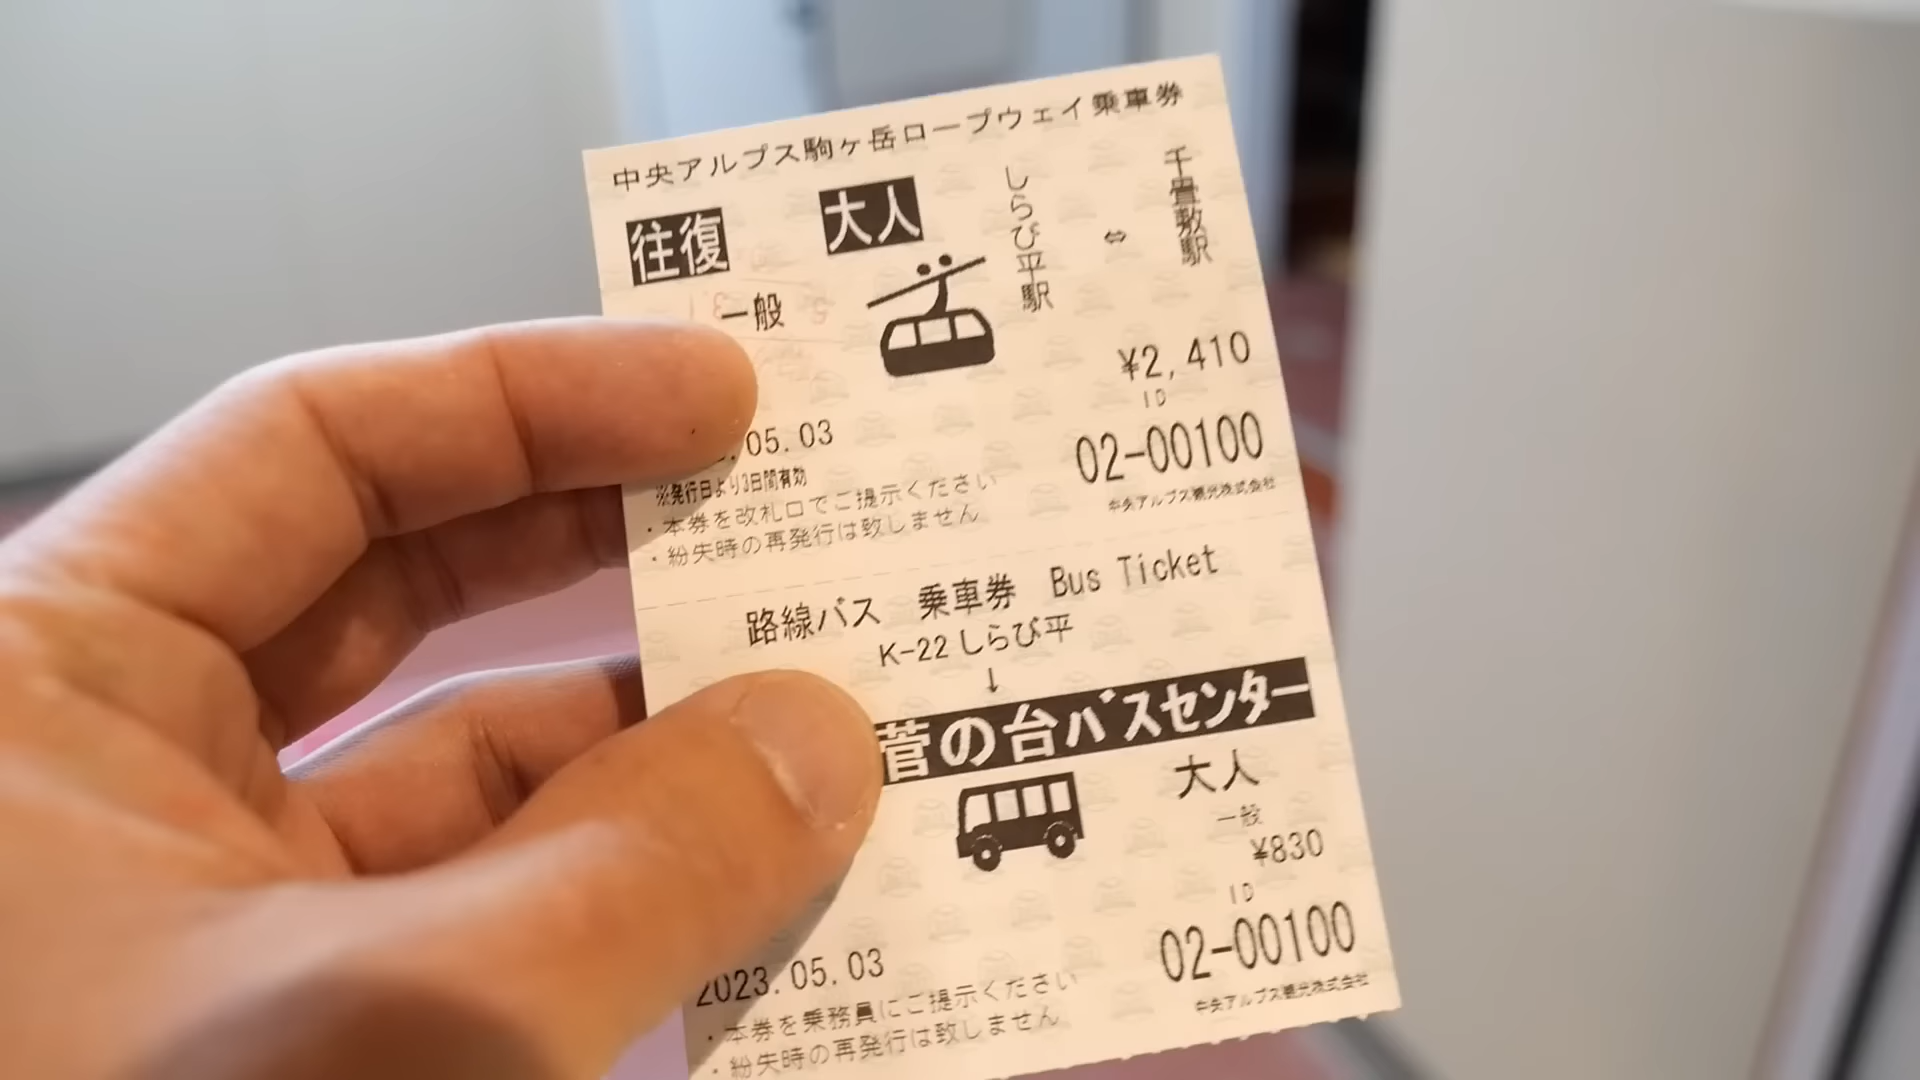 中央アルプス駒ヶ岳ロープウェイ乗車券
往復 大人
一般
しらび平駅 ⇔ 千畳敷駅
¥2,410
ID
05.03
02-00100
※発行日より3日間有効
中央アルプス観光株式会社
・本券を改札口でご提示ください
・紛失時の再発行は致しません
路線バス 乗車券 Bus Ticket
K-22 しらび平
↓
菅の台バスセンター
大人
一般
¥830
ID
02-00100
2023.05.03
中央アルプス観光株式会社
・本券を乗務員にご提示ください
・紛失時の再発行は致しません